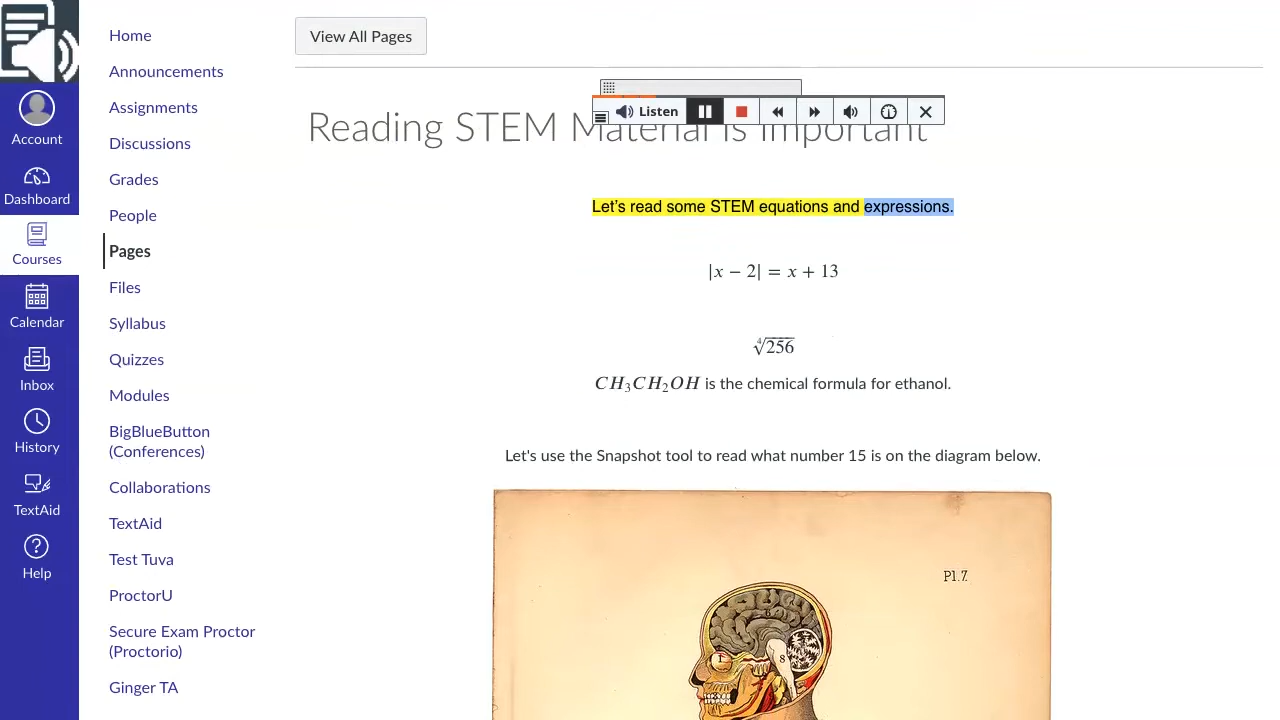 Account
Dashboard
Courses
Calendar
Inbox
History
TextAid
Help
Home
Announcements
Assignments
Discussions
Grades
People
Pages
Files
Syllabus
Quizzes
Modules
BigBlueButton
(Conferences)
Collaborations
TextAid
Test Tuva
ProctorU
Secure Exam Proctor
(Proctorio)
Ginger TA
View All Pages
Listen
Reading STEM Material is Important
Let's read some STEM equations and expressions.
|x − 2| = x + 13
∜256
CH₃CH₂OH is the chemical formula for ethanol.
Let's use the Snapshot tool to read what number 15 is on the diagram below.
Pl.7.
1
8